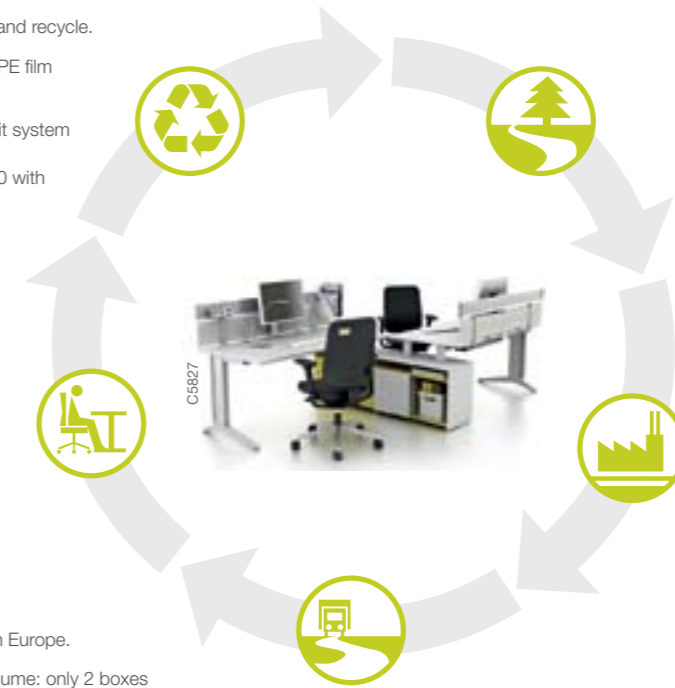 and recycle.
PE film
it system
0 with
C5827
n Europe.
ume: only 2 boxes